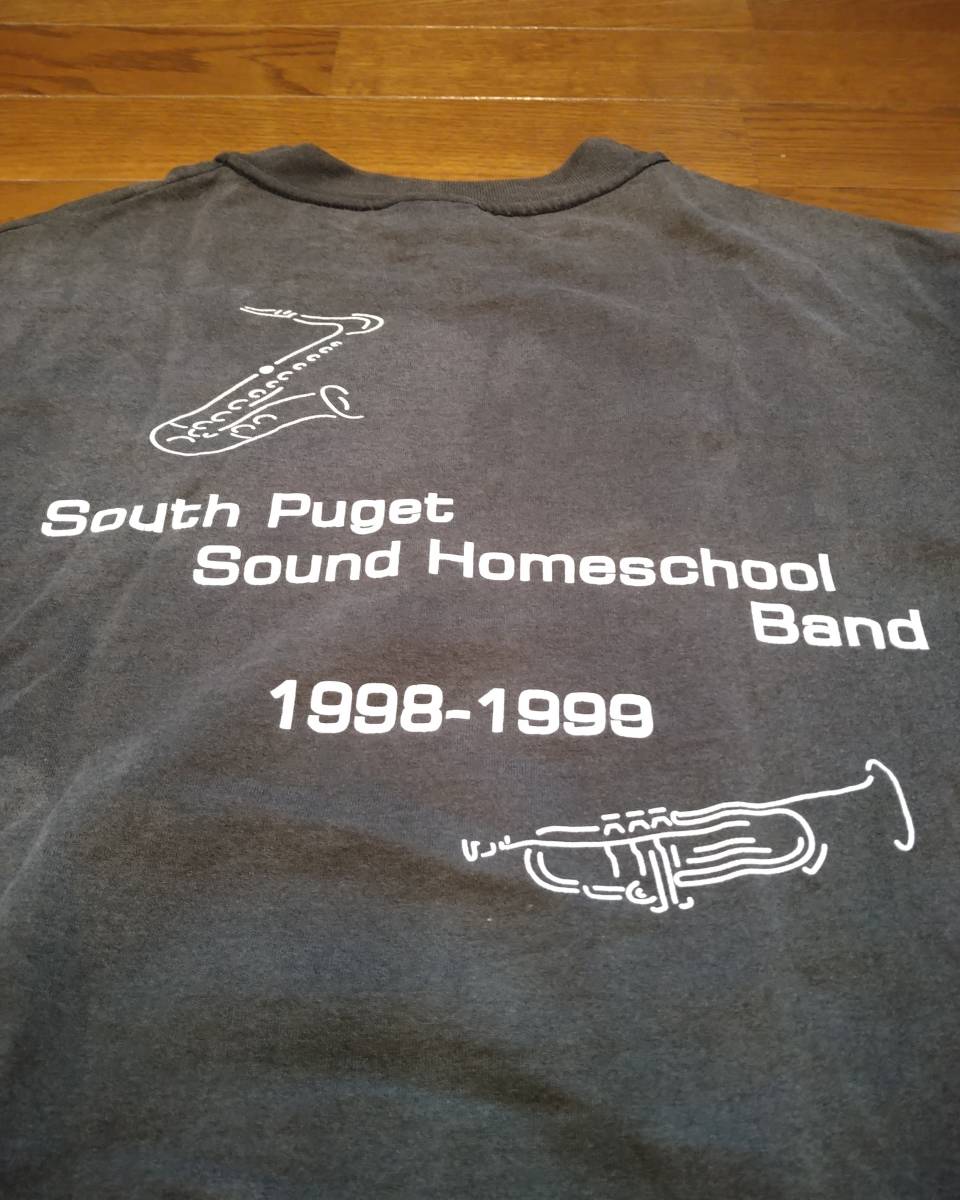 South Puget
Sound Homeschool
Band
1998-1999